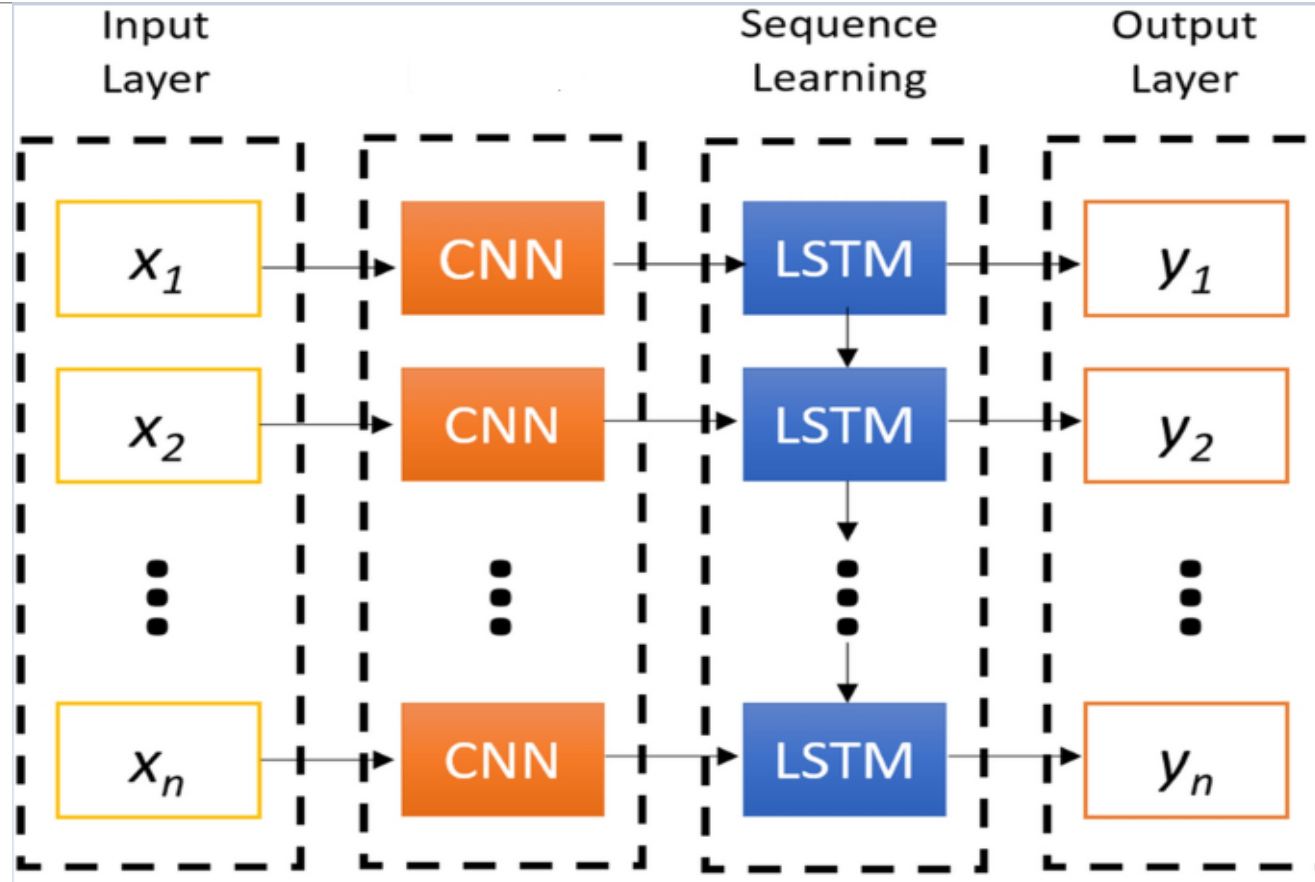 Input
Layer
Sequence
Learning
Output
Layer
x1 CNN LSTM y1
x2 CNN LSTM y2
xn CNN LSTM yn